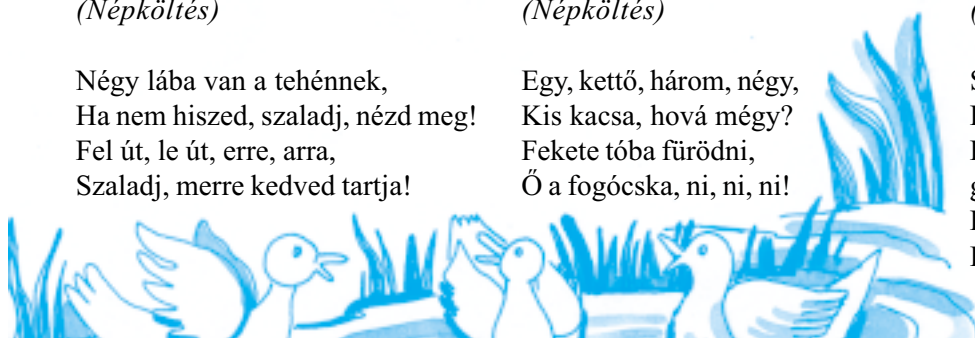 (Népköltés)
Négy lába van a tehénnek,
Ha nem hiszed, szaladj, nézd meg!
Fel út, le út, erre, arra,
Szaladj, merre kedved tartja!
(Népköltés)
Egy, kettő, három, négy,
Kis kacsa, hová mégy?
Fekete tóba fürödni,
Ő a fogócska, ni, ni, ni!